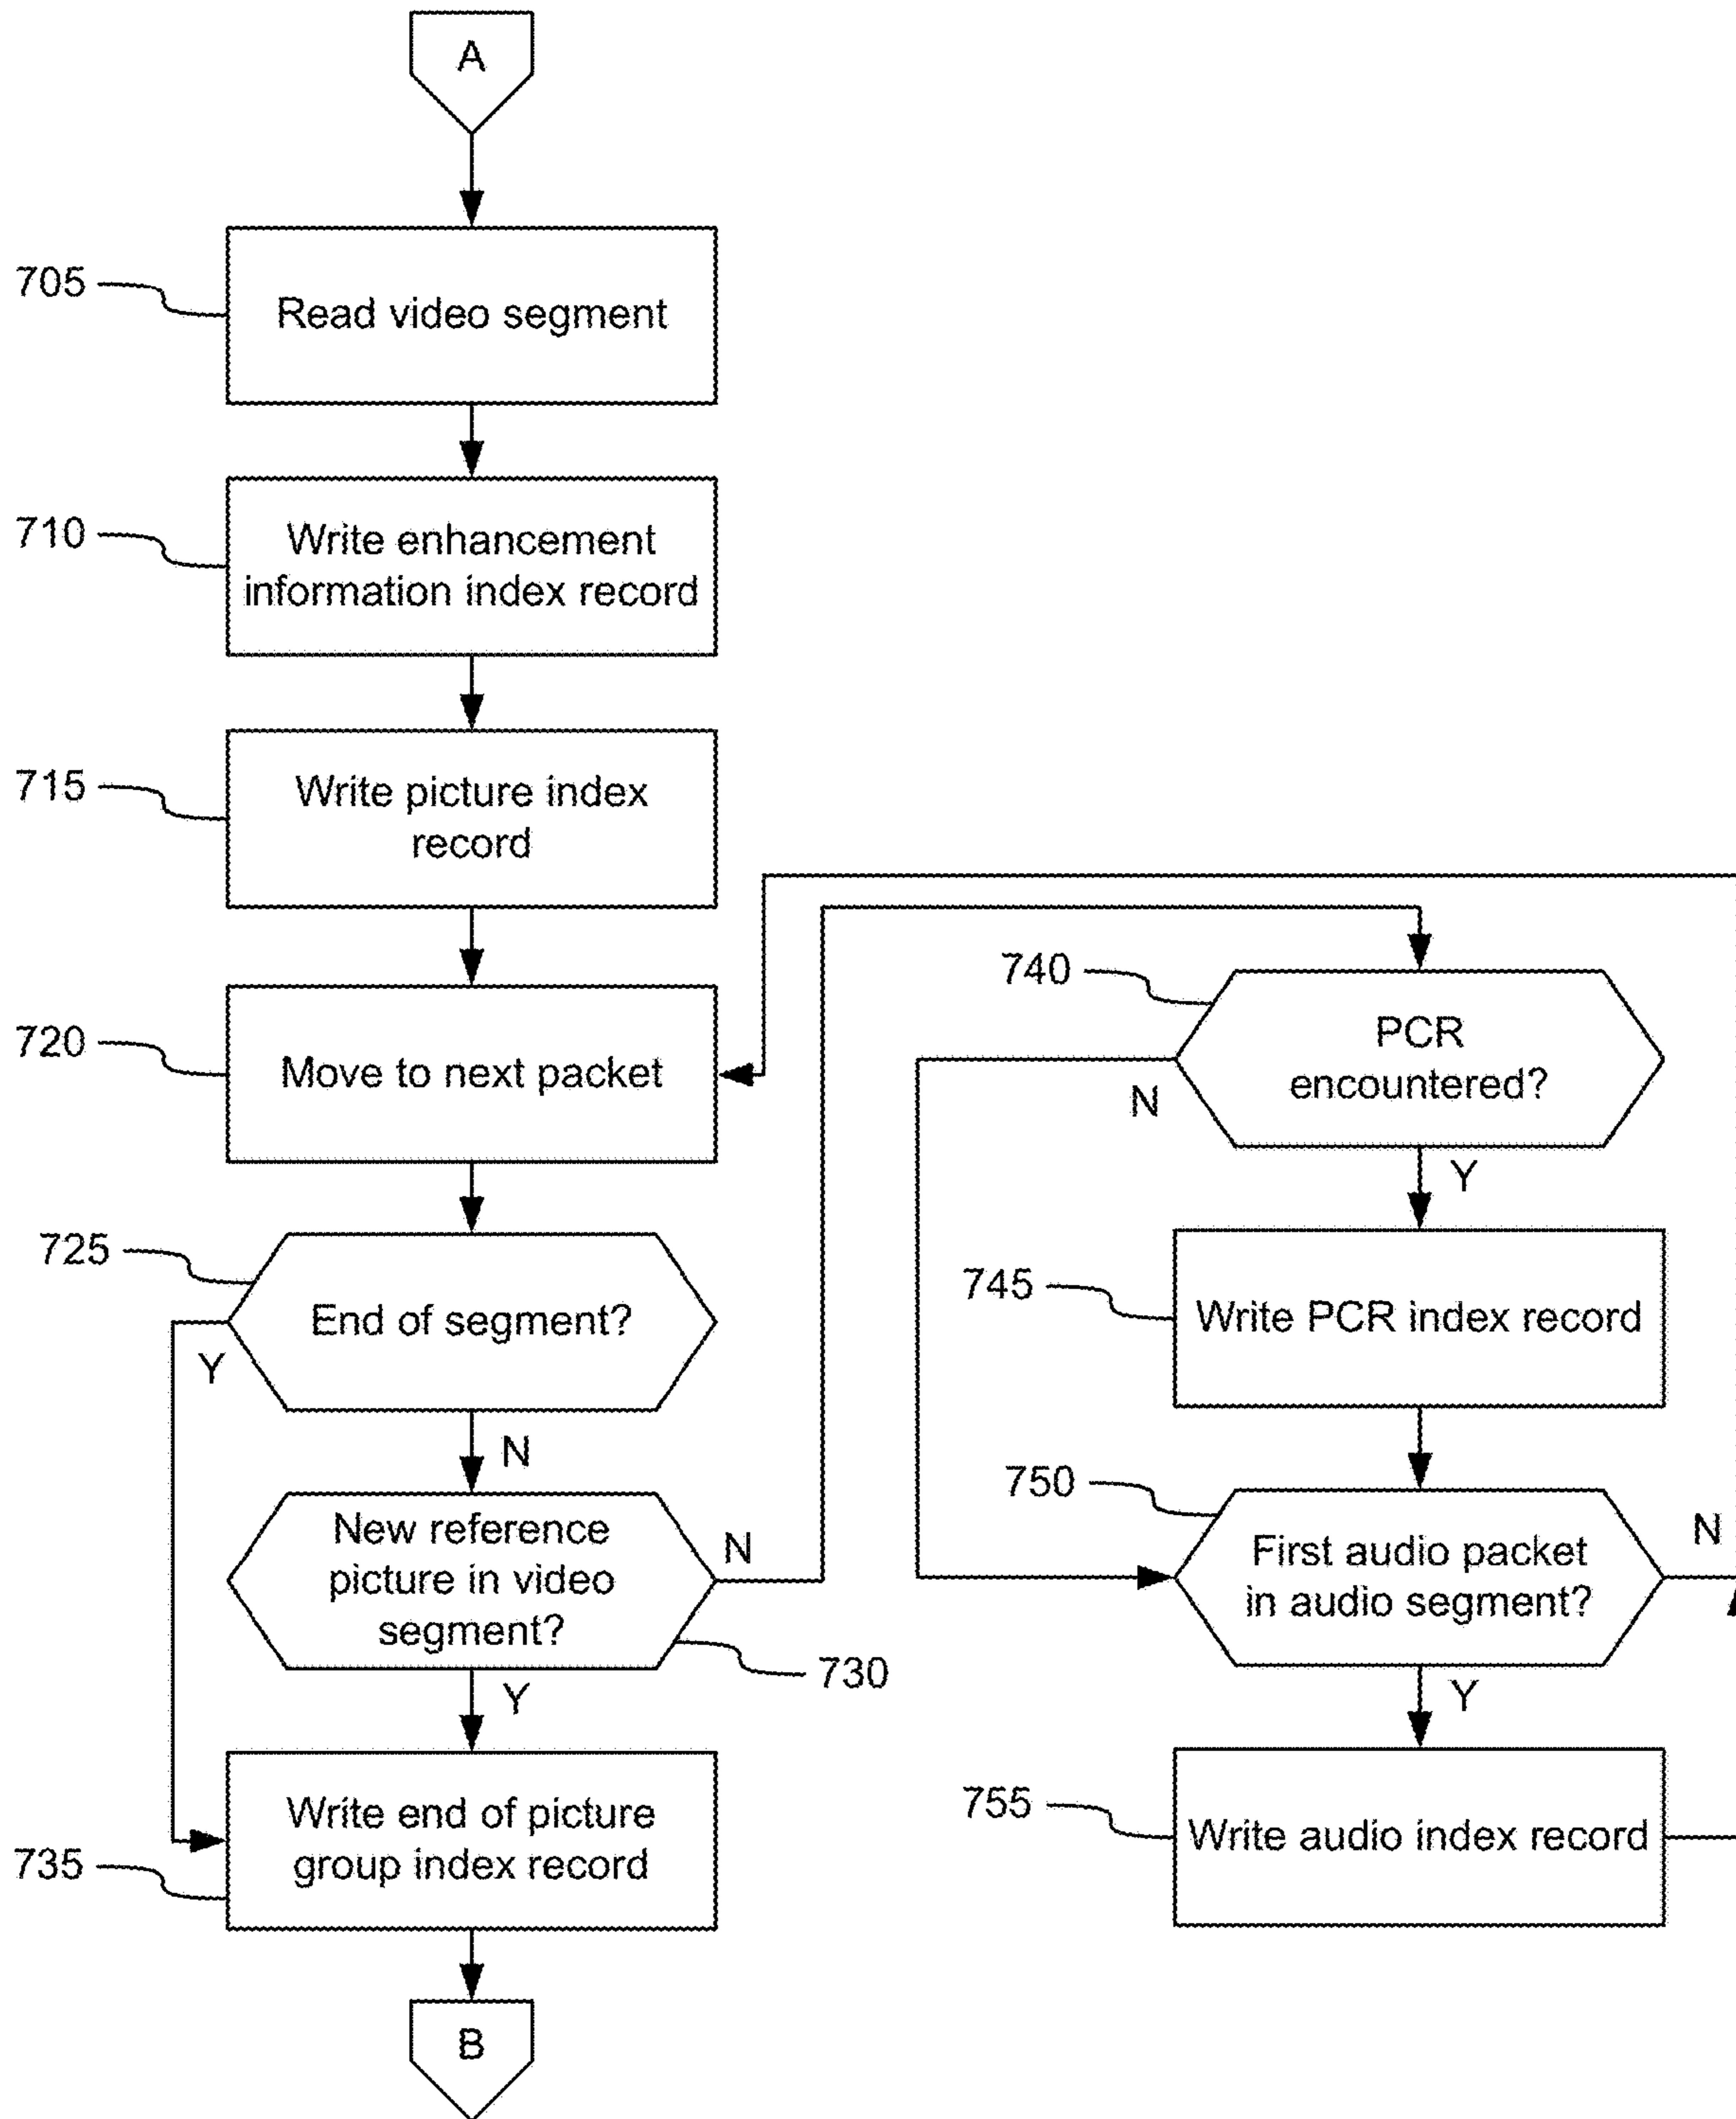 A
705
Read video segment
710
Write enhancement
information index record
715
Write picture index
record
720
Move to next packet
725
End of segment?
Y
N
New reference
picture in video
segment?
N
730
Y
735
Write end of picture
group index record
B
740
PCR
encountered?
N
Y
745
Write PCR index record
750
First audio packet
in audio segment?
N
Y
755
Write audio index record